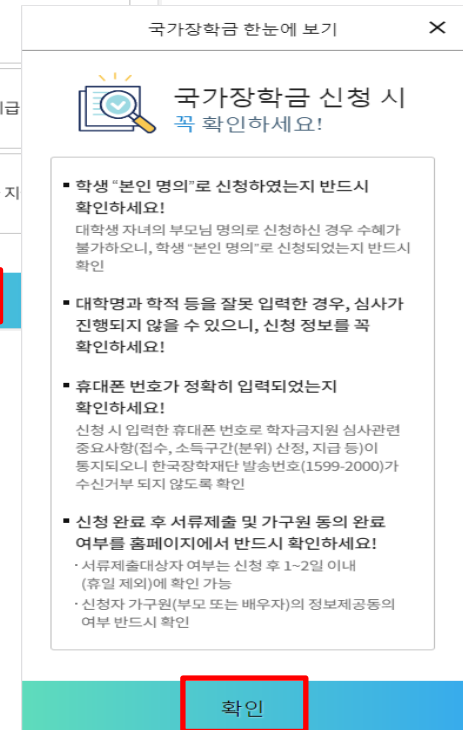 국가장학금 한눈에 보기
국가장학금 신청 시
꼭 확인하세요!
급
지
학생 “본인 명의”로 신청하였는지 반드시
확인하세요!
대학생 자녀의 부모님 명의로 신청하신 경우 수혜가
불가하오니, 학생 “본인 명의”로 신청되었는지 반드시
확인
대학명과 학적 등을 잘못 입력한 경우, 심사가
진행되지 않을 수 있으니, 신청 정보를 꼭
확인하세요!
휴대폰 번호가 정확히 입력되었는지
확인하세요!
신청 시 입력한 휴대폰 번호로 학자금지원 심사관련
중요사항(접수, 소득구간(분위) 산정, 지급 등)이
통지되오니 한국장학재단 발송번호(1599-2000)가
수신거부 되지 않도록 확인
신청 완료 후 서류제출 및 가구원 동의 완료
여부를 홈페이지에서 반드시 확인하세요!
· 서류제출대상자 여부는 신청 후 1~2일 이내
(휴일 제외)에 확인 가능
· 신청자 가구원(부모 또는 배우자)의 정보제공동의
여부 반드시 확인
확인